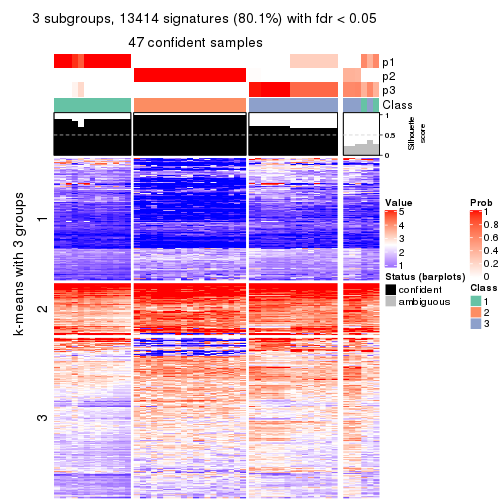 3 subgroups, 13414 signatures (80.1%) with fdr < 0.05
47 confident samples
p1
p2
p3
Class
1
0.5
0
Silhouette
score
k-means with 3 groups
1
2
3
Value
5
4
3
2
1
Status (barplots)
confident
ambiguous
Prob
1
0.8
0.6
0.4
0.2
0
Class
1
2
3